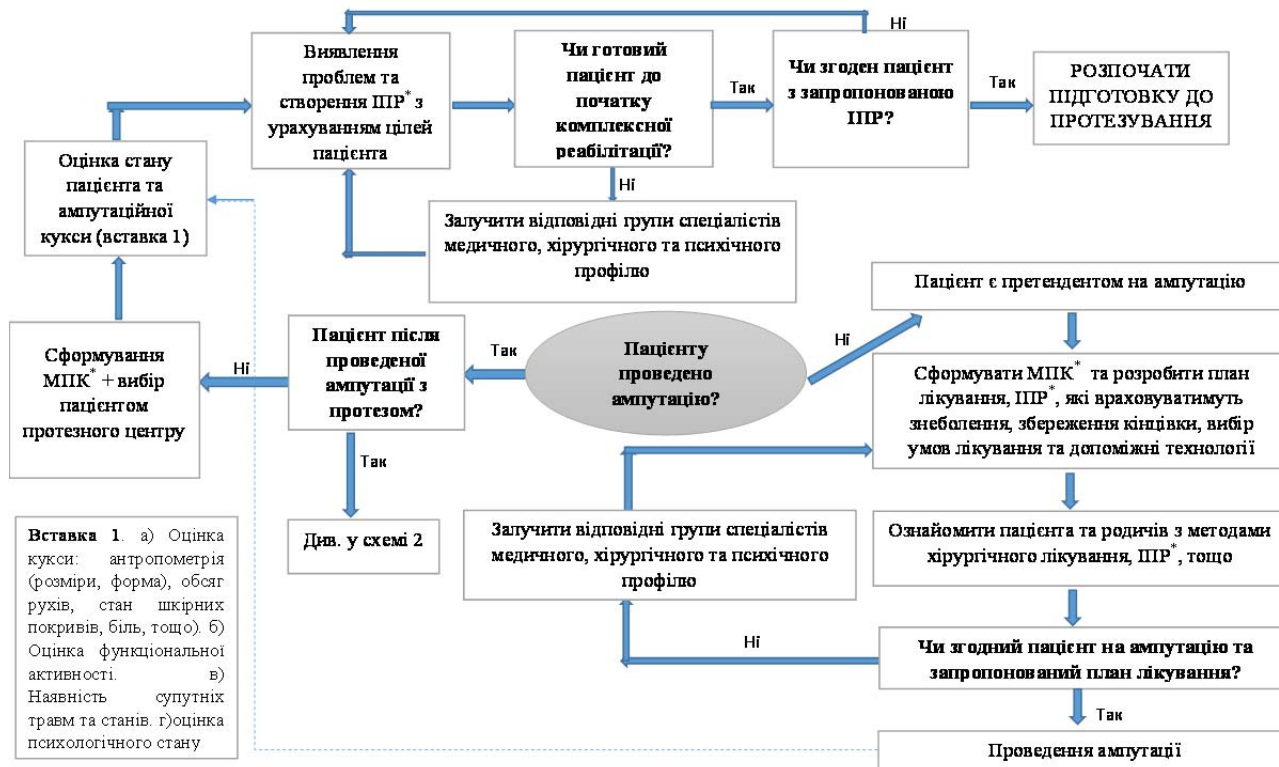 Ні
Виявлення
проблем та
створення ІПР* з
урахуванням цілей
пацієнта
Чи готовий
пацієнт до
початку
комплексної
реабілітації?
Так
Чи згоден пацієнт
з запропонованою
ІПР?
Так
РОЗПОЧАТИ
ПІДГОТОВКУ ДО
ПРОТЕЗУВАННЯ
Оцінка стану
пацієнта та
ампутаційної
кукси (вставка 1)
Ні
Залучити відповідні групи спеціалістів
медичного, хірургічного та психічного
профілю
Пацієнт є претендентом на ампутацію
Сформування
МПК* + вибір
пацієнтом
протезного центру
Ні
Пацієнт після
проведеної
ампутації з
протезом?
Так
Пацієнту
проведено
ампутацію?
Ні
Сформувати МПК* та розробити план
лікування, ІПР*, які враховуватимуть
знеболення, збереження кінцівки, вибір
умов лікування та допоміжні технології
Так
Див. у схемі 2
Залучити відповідні групи спеціалістів
медичного, хірургічного та психічного
профілю
Ознайомити пацієнта та родичів з методами
хірургічного лікування, ІПР*, тощо
Ні
Чи згодний пацієнт на ампутацію та
запропонований план лікування?
Так
Проведення ампутації
Вставка 1. а) Оцінка
кукси: антропометрія
(розміри, форма), обсяг
рухів, стан шкірних
покривів, біль, тощо). б)
Оцінка функціональної
активності. в)
Наявність супутніх
травм та станів. г)оцінка
психологічного стану